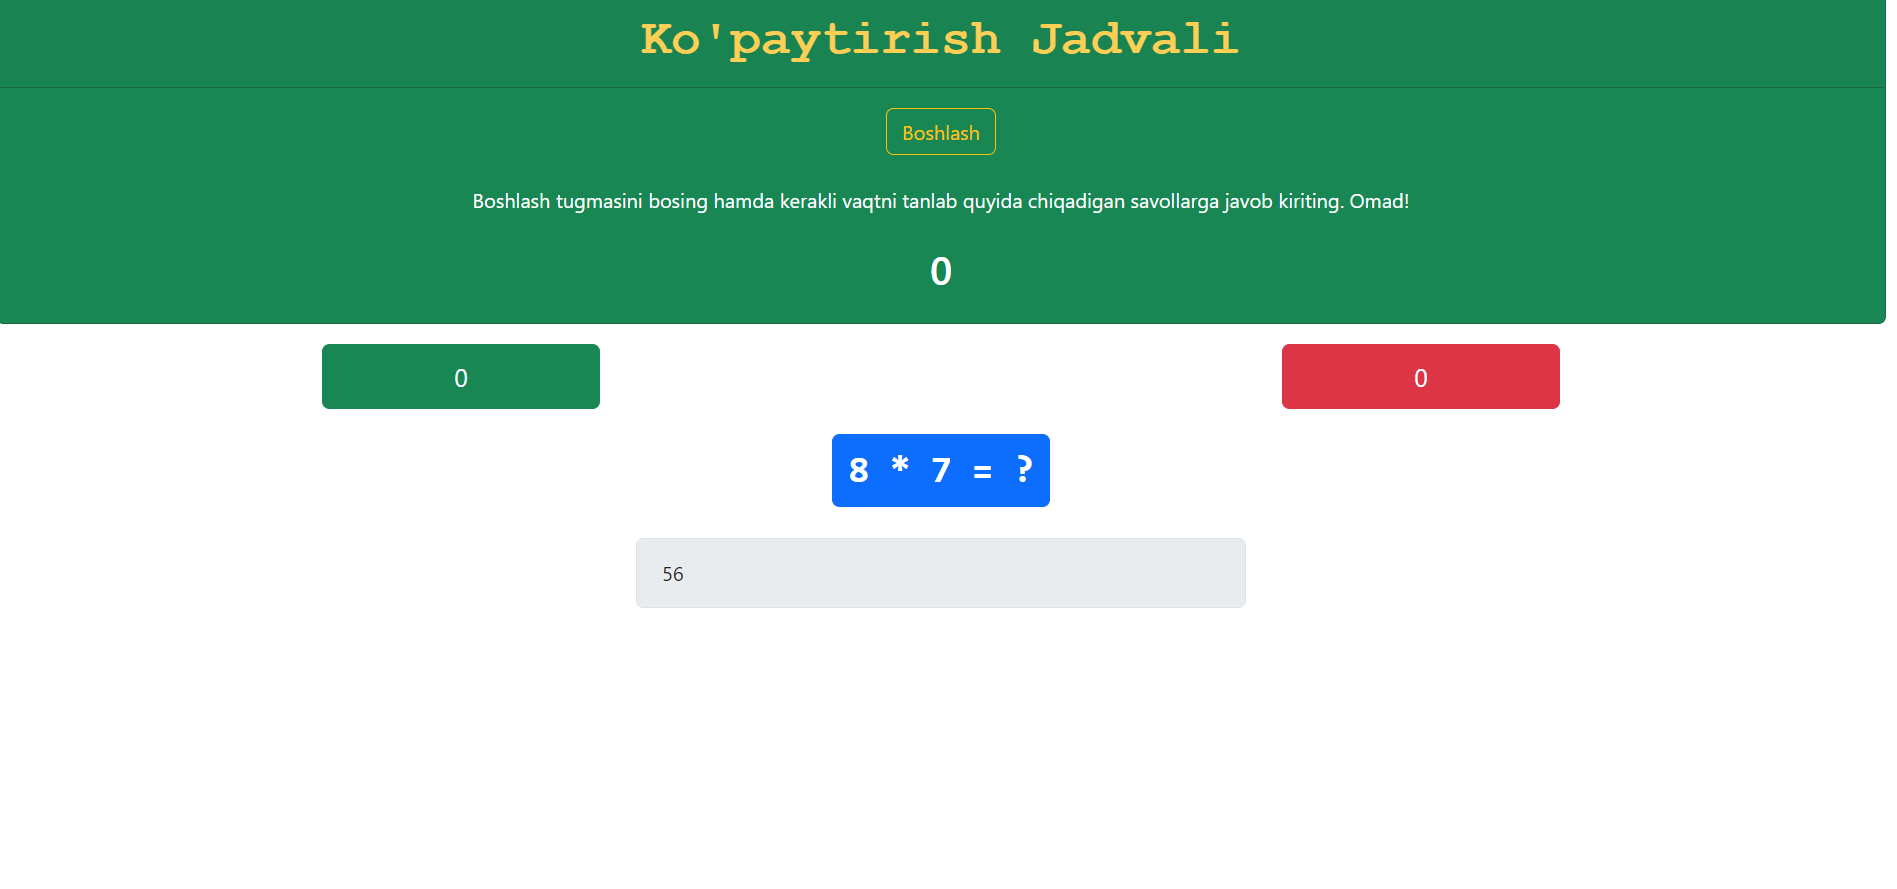 Ko'paytirish Jadvali
Boshlash
Boshlash tugmasini bosing hamda kerakli vaqtni tanlab quyida chiqadigan savollarga javob kiriting. Omad!
0
0
0
8 * 7 = ?
56